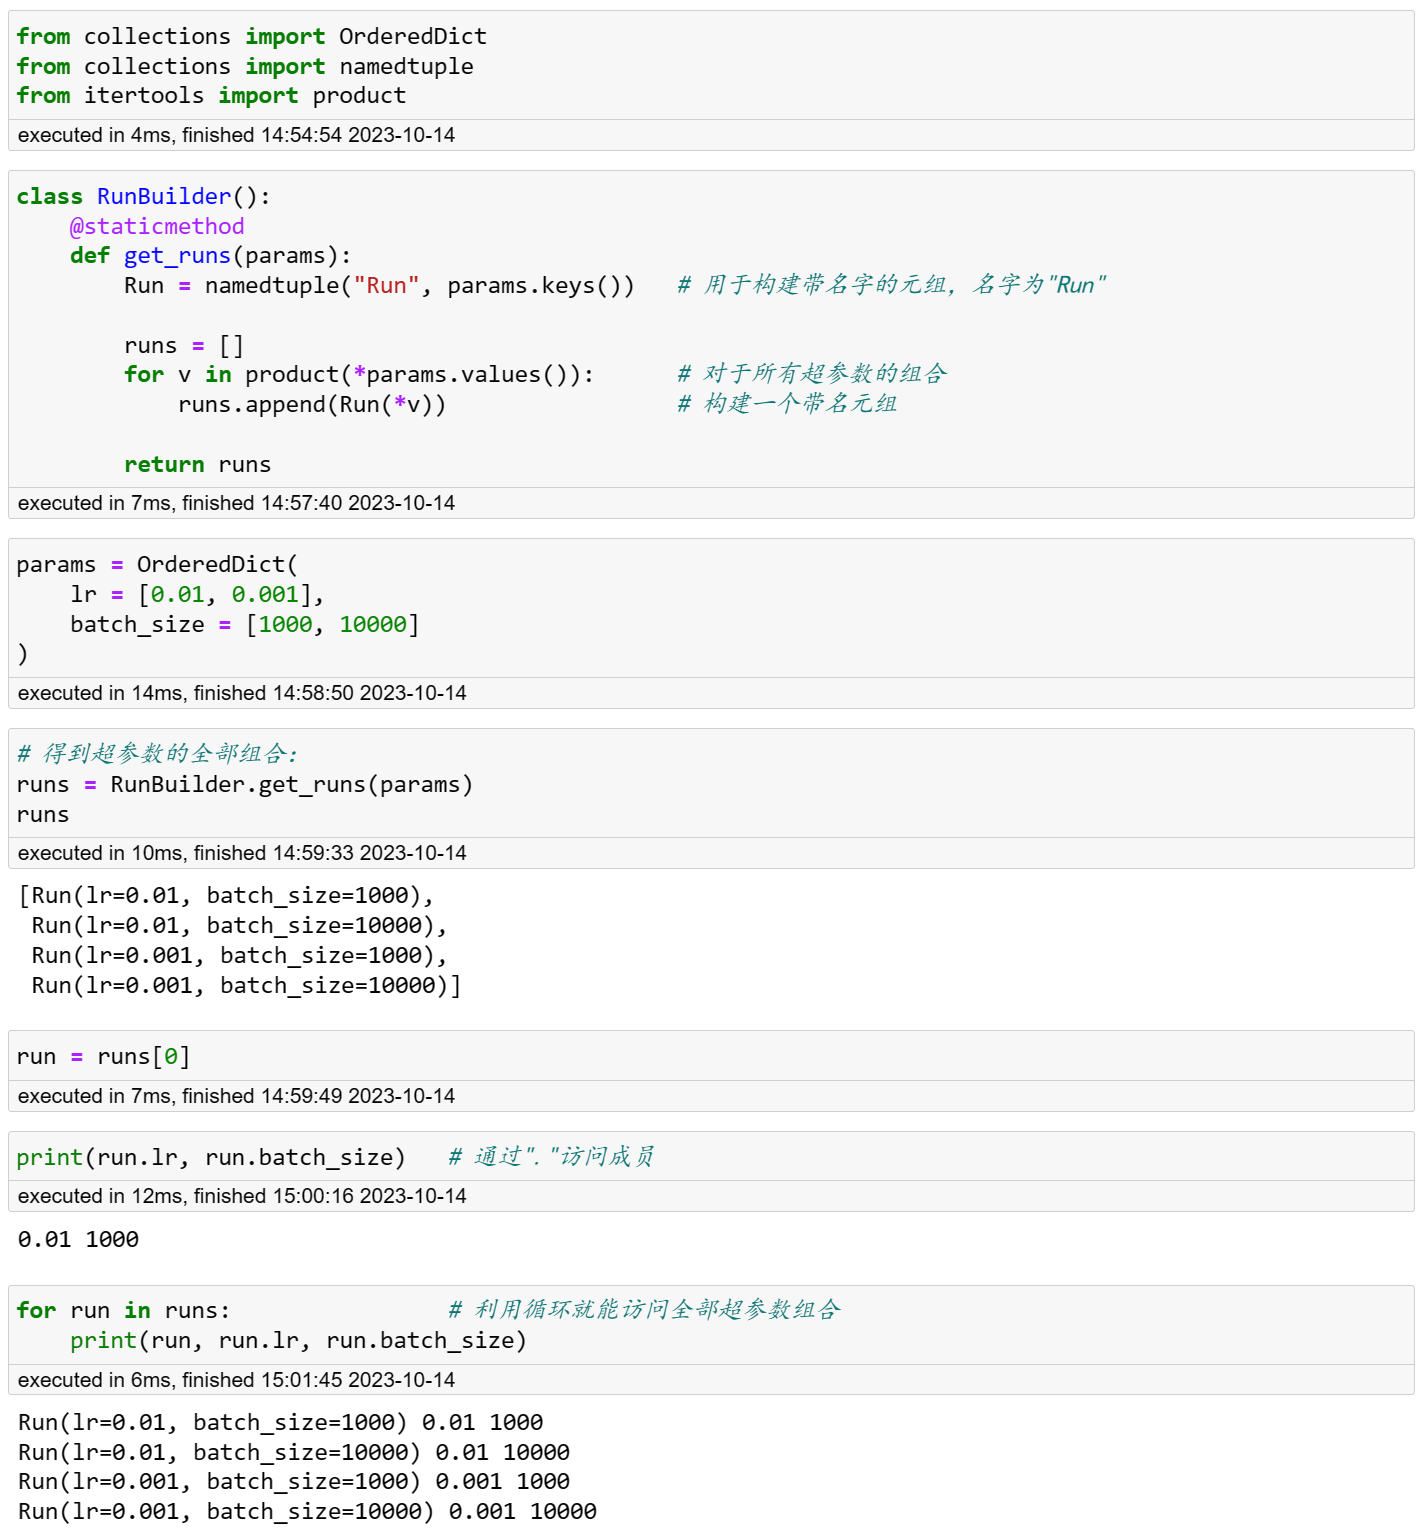 from collections import OrderedDict
from collections import namedtuple
from itertools import product
executed in 4ms, finished 14:54:54 2023-10-14
class RunBuilder():
    @staticmethod
    def get_runs(params):
        Run = namedtuple("Run", params.keys())   # 用于构建带名字的元组，名字为"Run"
        runs = []
        for v in product(*params.values()):      # 对于所有超参数的组合
            runs.append(Run(*v))                 # 构建一个带名元组
        return runs
executed in 7ms, finished 14:57:40 2023-10-14
params = OrderedDict(
    lr = [0.01, 0.001],
    batch_size = [1000, 10000]
)
executed in 14ms, finished 14:58:50 2023-10-14
# 得到超参数的全部组合：
runs = RunBuilder.get_runs(params)
runs
executed in 10ms, finished 14:59:33 2023-10-14
[Run(lr=0.01, batch_size=1000),
 Run(lr=0.01, batch_size=10000),
 Run(lr=0.001, batch_size=1000),
 Run(lr=0.001, batch_size=10000)]
run = runs[0]
executed in 7ms, finished 14:59:49 2023-10-14
print(run.lr, run.batch_size)   # 通过"."访问成员
executed in 12ms, finished 15:00:16 2023-10-14
0.01 1000
for run in runs:                # 利用循环就能访问全部超参数组合
    print(run, run.lr, run.batch_size)
executed in 6ms, finished 15:01:45 2023-10-14
Run(lr=0.01, batch_size=1000) 0.01 1000
Run(lr=0.01, batch_size=10000) 0.01 10000
Run(lr=0.001, batch_size=1000) 0.001 1000
Run(lr=0.001, batch_size=10000) 0.001 10000